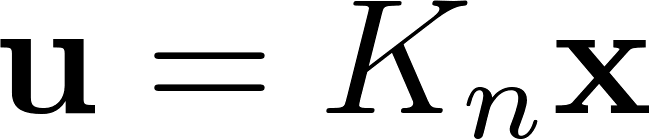 𝐮 = Kₙ𝐱